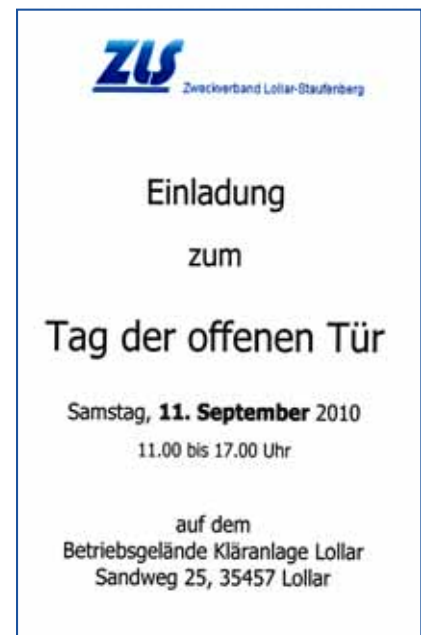 ZLS
Zweckverband Lollar-Staufenberg
Einladung
zum
Tag der offenen Tür
Samstag, 11. September 2010
11.00 bis 17.00 Uhr
auf dem
Betriebsgelände Kläranlage Lollar
Sandweg 25, 35457 Lollar